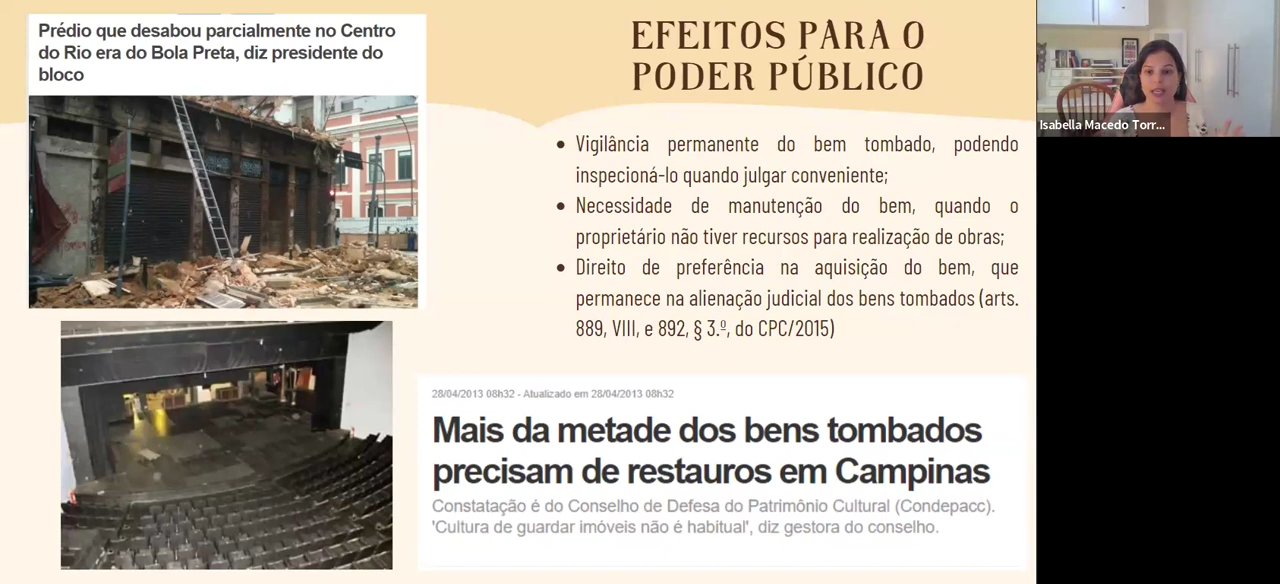 Prédio que desabou parcialmente no Centro
do Rio era do Bola Preta, diz presidente do
bloco
EFEITOS PARA O
PODER PÚBLICO
• Vigilância permanente do bem tombado, podendo
inspecioná-lo quando julgar conveniente;
• Necessidade de manutenção do bem, quando o
proprietário não tiver recursos para realização de obras;
• Direito de preferência na aquisição do bem, que
permanece na alienação judicial dos bens tombados (arts.
889, VIII, e 892, § 3.º, do CPC/2015)
28/04/2013 08h32 - Atualizado em 28/04/2013 08h32
Mais da metade dos bens tombados
precisam de restauros em Campinas
Constatação é do Conselho de Defesa do Patrimônio Cultural (Condepacc).
'Cultura de guardar imóveis não é habitual', diz gestora do conselho.
Isabella Macedo Torr...